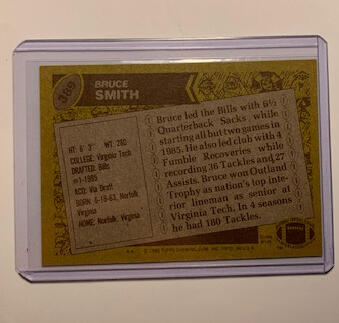 389
BRUCE
SMITH
HT: 6' 3" WT: 280
COLLEGE: Virginia Tech
DRAFTED: Bills
#1-1985
ACQ: Via Draft
BORN: 6-18-63, Norfolk,
Virginia
HOME: Norfolk, Virginia
Bruce led the Bills with 6½
Quarterback Sacks while
starting all but two games in
1985. He also led club with 4
Fumble Recoveries while
recording 36 Tackles and 27
Assists. Bruce won Outland
Trophy as nation's top inte-
rior lineman as senior at
Virginia Tech. In 4 seasons
he had 180 Tackles.